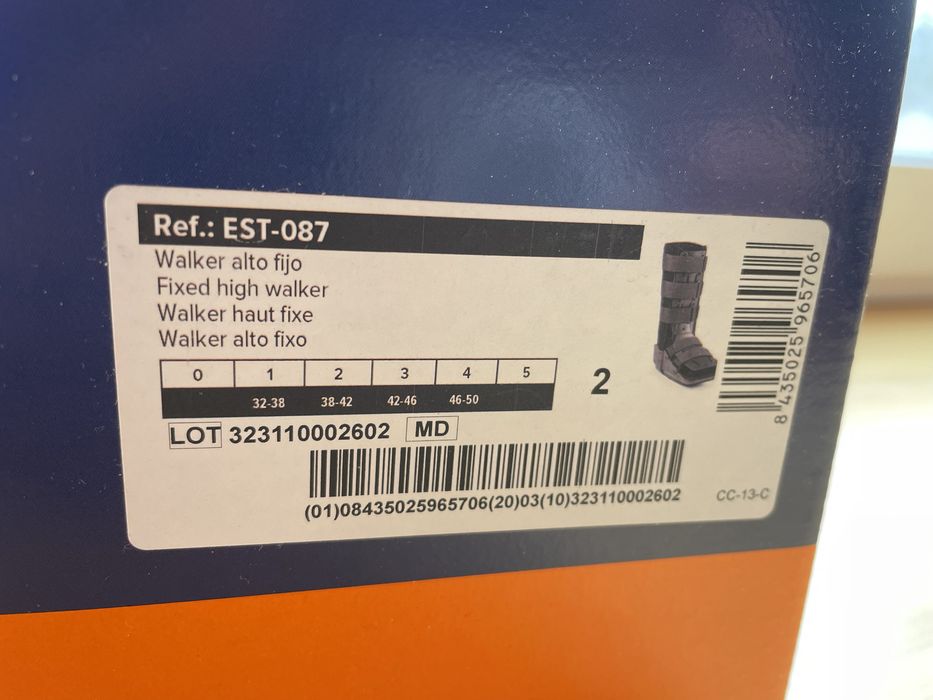 Ref.: EST-087
Walker alto fijo
Fixed high walker
Walker haut fixe
Walker alto fixo
0 1 2 3 4 5
32-38 38-42 42-46 46-50
2
LOT 323110002602 MD
(01)08435025965706(20)03(10)323110002602
CC-13-C
8 435025 965706